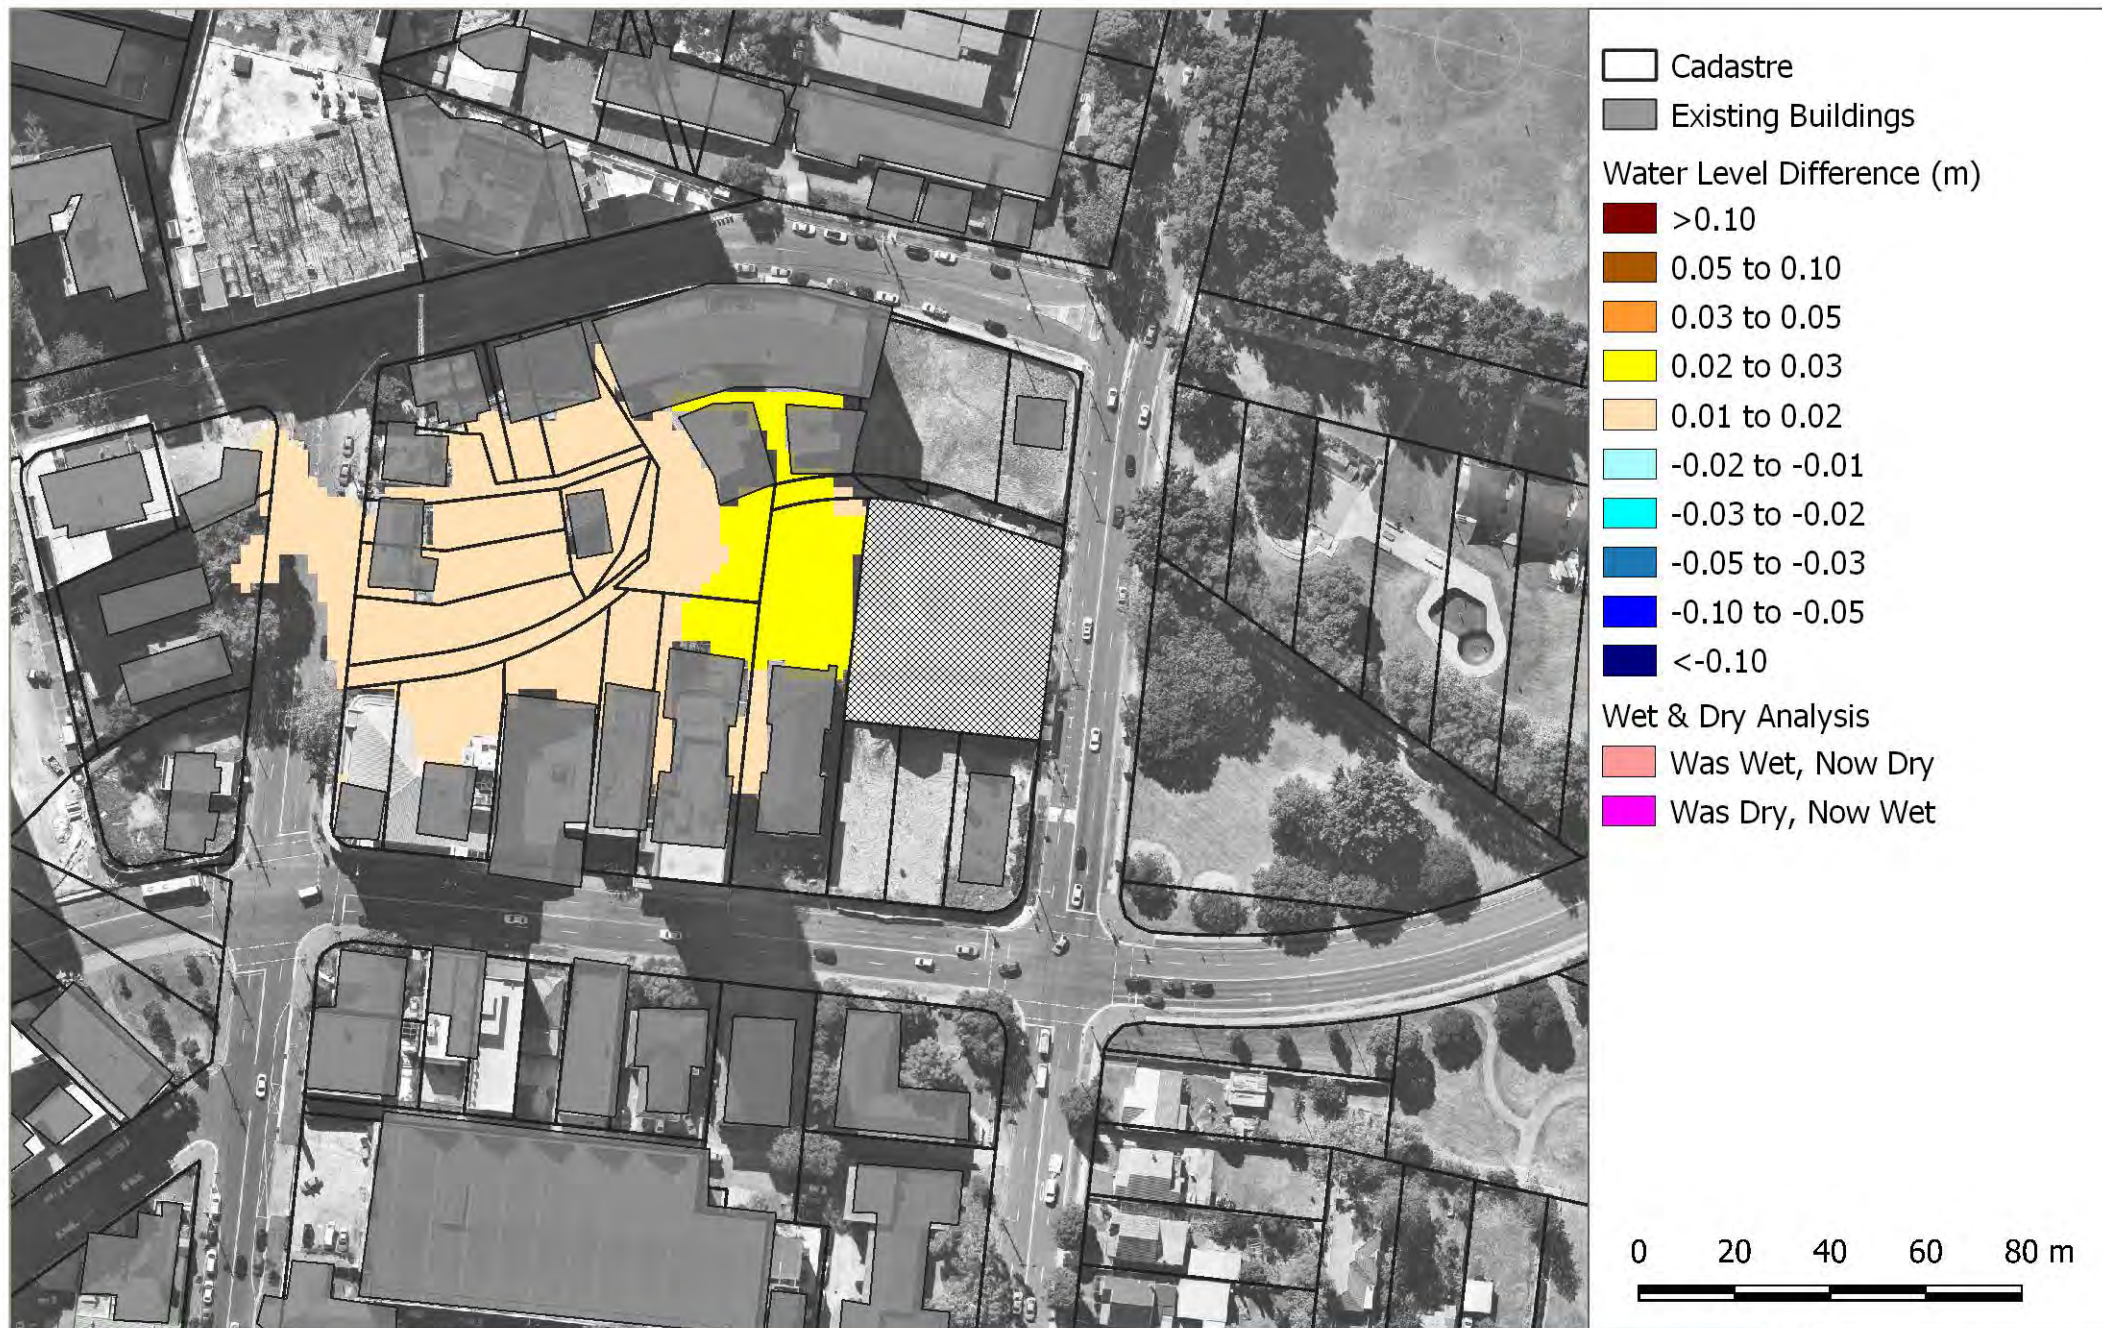 Cadastre
Existing Buildings
Water Level Difference (m)
>0.10
0.05 to 0.10
0.03 to 0.05
0.02 to 0.03
0.01 to 0.02
-0.02 to -0.01
-0.03 to -0.02
-0.05 to -0.03
-0.10 to -0.05
<-0.10
Wet & Dry Analysis
Was Wet, Now Dry
Was Dry, Now Wet
0 20 40 60 80 m